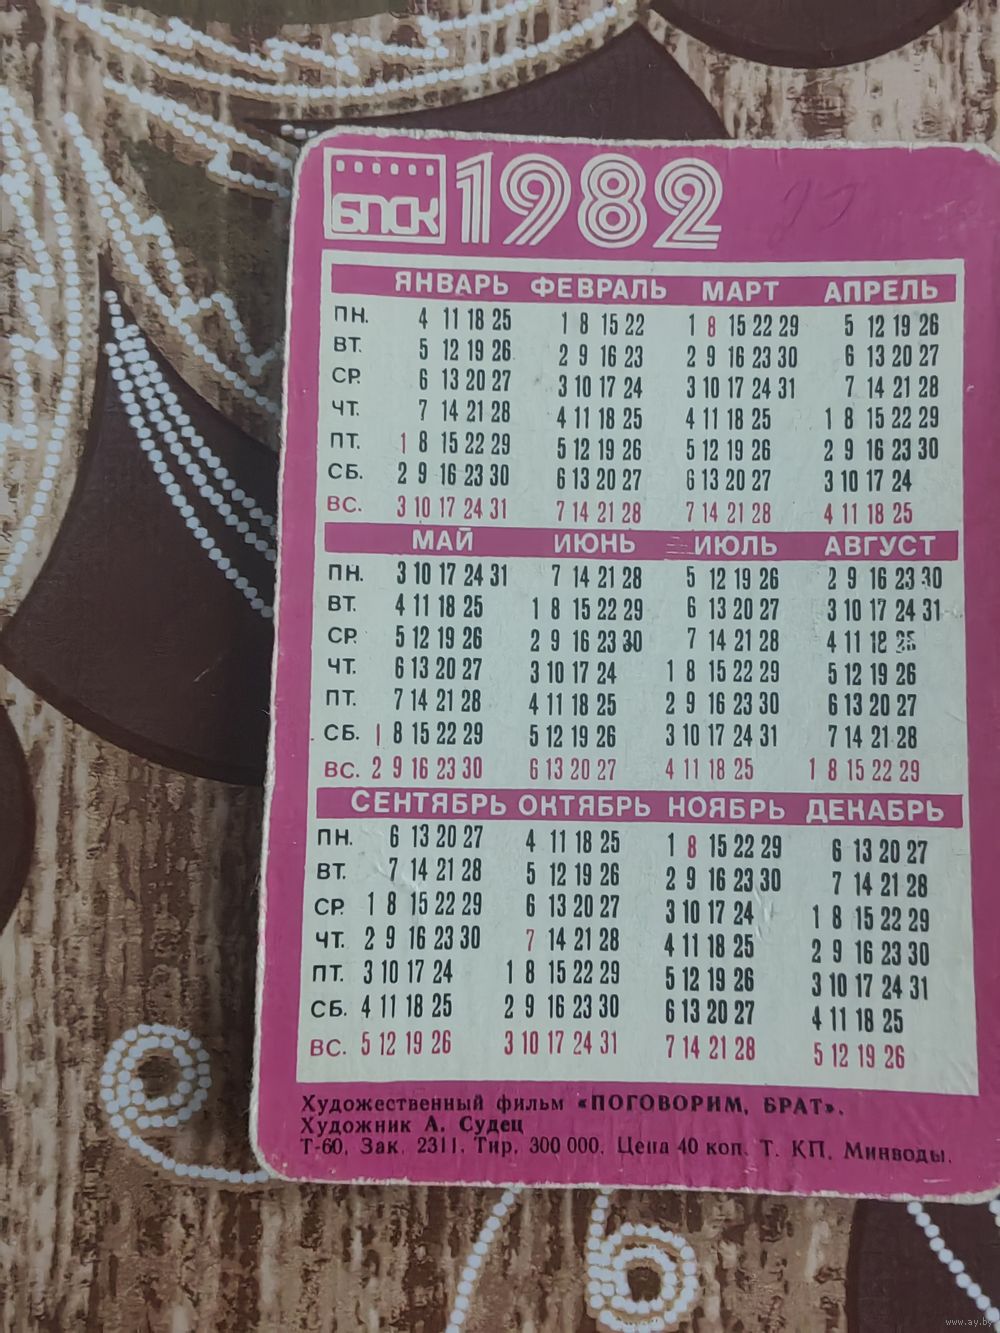 БПСК 1982
ЯНВАРЬ ФЕВРАЛЬ МАРТ АПРЕЛЬ
ПН. 4 11 18 25 1 8 15 22 1 8 15 22 29 5 12 19 26
ВТ. 5 12 19 26 2 9 16 23 2 9 16 23 30 6 13 20 27
СР. 6 13 20 27 3 10 17 24 3 10 17 24 31 7 14 21 28
ЧТ. 7 14 21 28 4 11 18 25 4 11 18 25 1 8 15 22 29
ПТ. 1 8 15 22 29 5 12 19 26 5 12 19 26 2 9 16 23 30
СБ. 2 9 16 23 30 6 13 20 27 6 13 20 27 3 10 17 24
ВС. 3 10 17 24 31 7 14 21 28 7 14 21 28 4 11 18 25
МАЙ ИЮНЬ ИЮЛЬ АВГУСТ
ПН. 3 10 17 24 31 7 14 21 28 5 12 19 26 2 9 16 23 30
ВТ. 4 11 18 25 1 8 15 22 29 6 13 20 27 3 10 17 24 31
СР. 5 12 19 26 2 9 16 23 30 7 14 21 28 4 11 18 25
ЧТ. 6 13 20 27 3 10 17 24 1 8 15 22 29 5 12 19 26
ПТ. 7 14 21 28 4 11 18 25 2 9 16 23 30 6 13 20 27
СБ. 1 8 15 22 29 5 12 19 26 3 10 17 24 31 7 14 21 28
ВС. 2 9 16 23 30 6 13 20 27 4 11 18 25 1 8 15 22 29
СЕНТЯБРЬ ОКТЯБРЬ НОЯБРЬ ДЕКАБРЬ
ПН. 6 13 20 27 4 11 18 25 1 8 15 22 29 6 13 20 27
ВТ. 7 14 21 28 5 12 19 26 2 9 16 23 30 7 14 21 28
СР. 1 8 15 22 29 6 13 20 27 3 10 17 24 1 8 15 22 29
ЧТ. 2 9 16 23 30 7 14 21 28 4 11 18 25 2 9 16 23 30
ПТ. 3 10 17 24 1 8 15 22 29 5 12 19 26 3 10 17 24 31
СБ. 4 11 18 25 2 9 16 23 30 6 13 20 27 4 11 18 25
ВС. 5 12 19 26 3 10 17 24 31 7 14 21 28 5 12 19 26
Художественный фильм «ПОГОВОРИМ, БРАТ».
Художник А. Судец
Т-60. Зак. 2311. Тир. 300 000. Цена 40 коп. Т. КП. Минводы.
www.ay.by